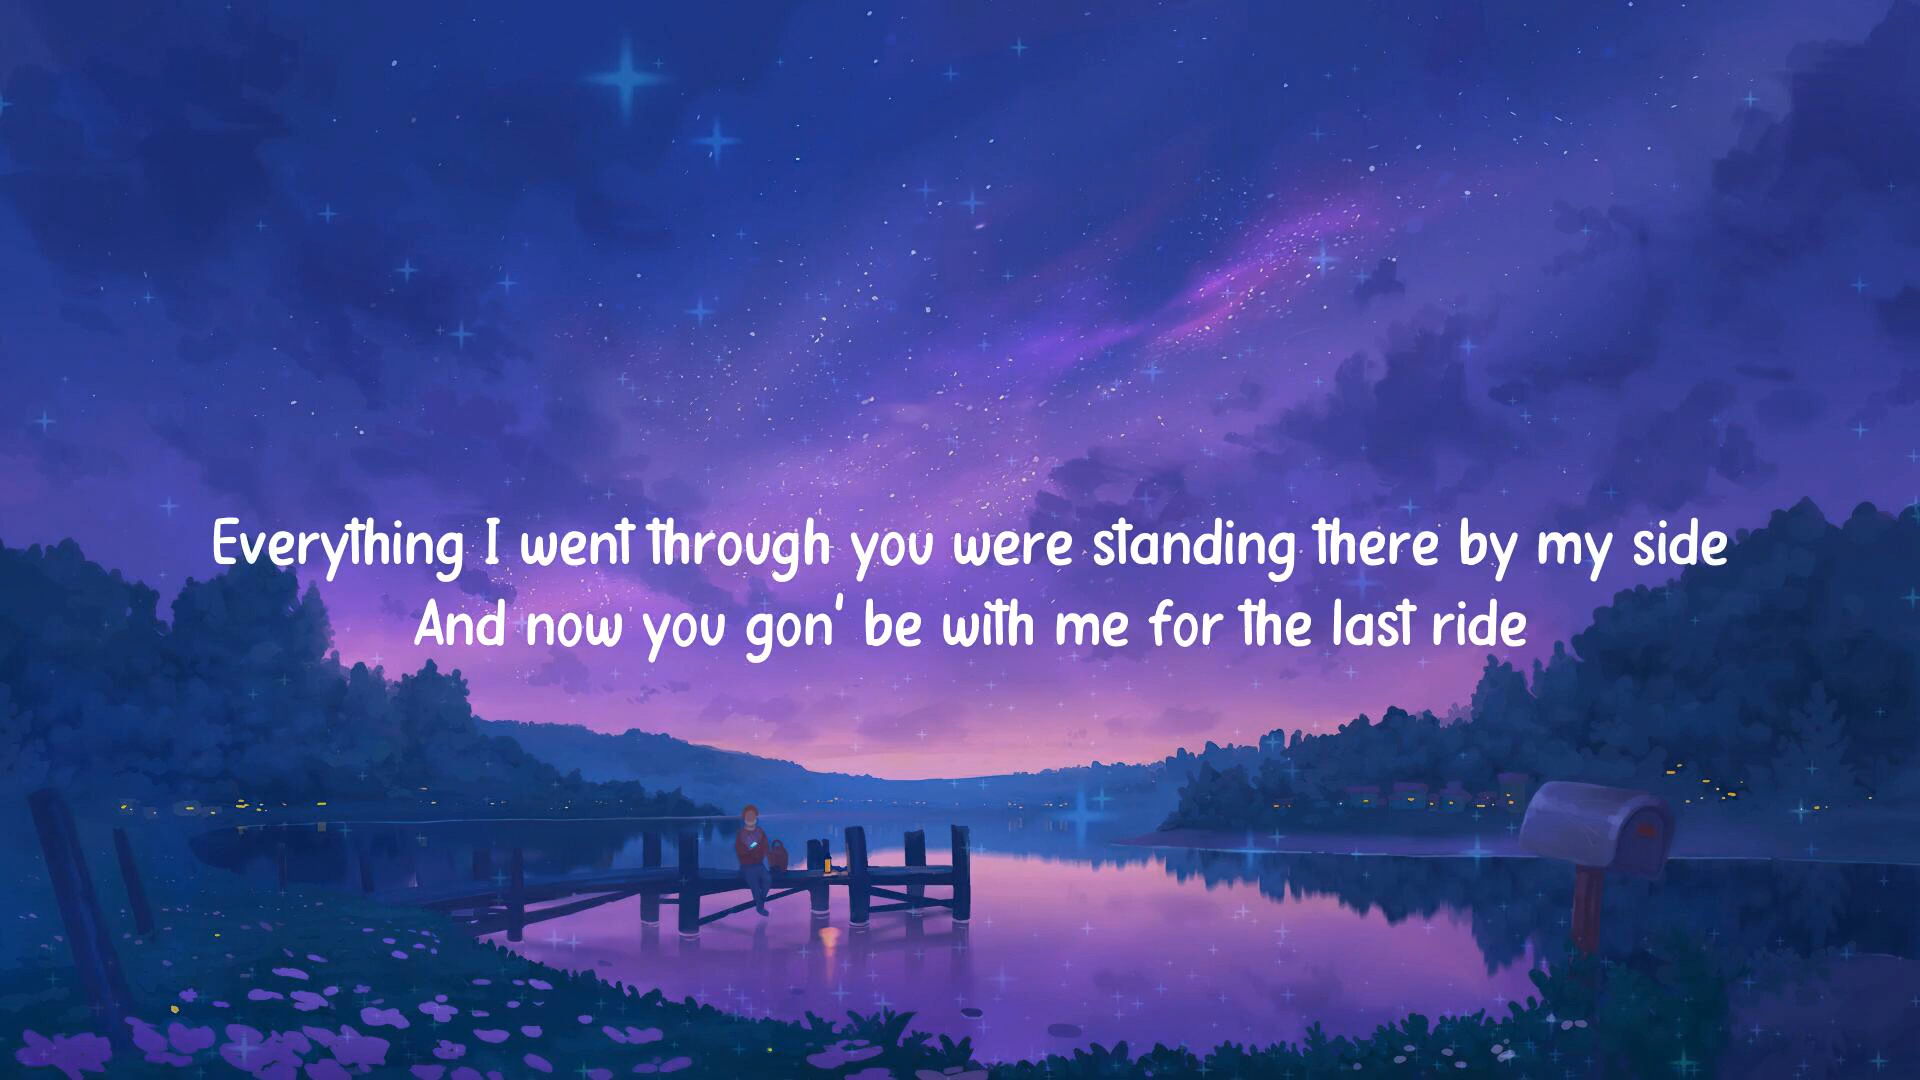 Everything I went through you were standing there by my side
And now you gon' be with me for the last ride